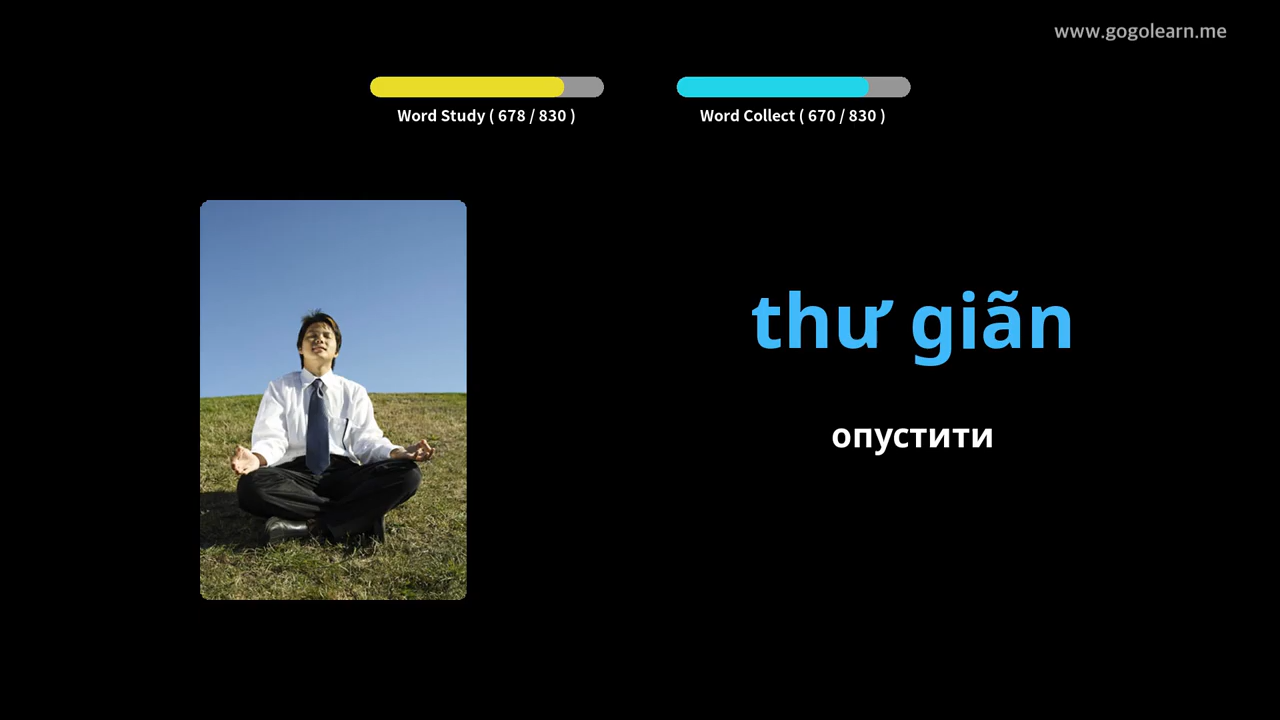 www.gogolearn.me
Word Study ( 678 / 830 )
Word Collect ( 670 / 830 )
thư giãn
опустити